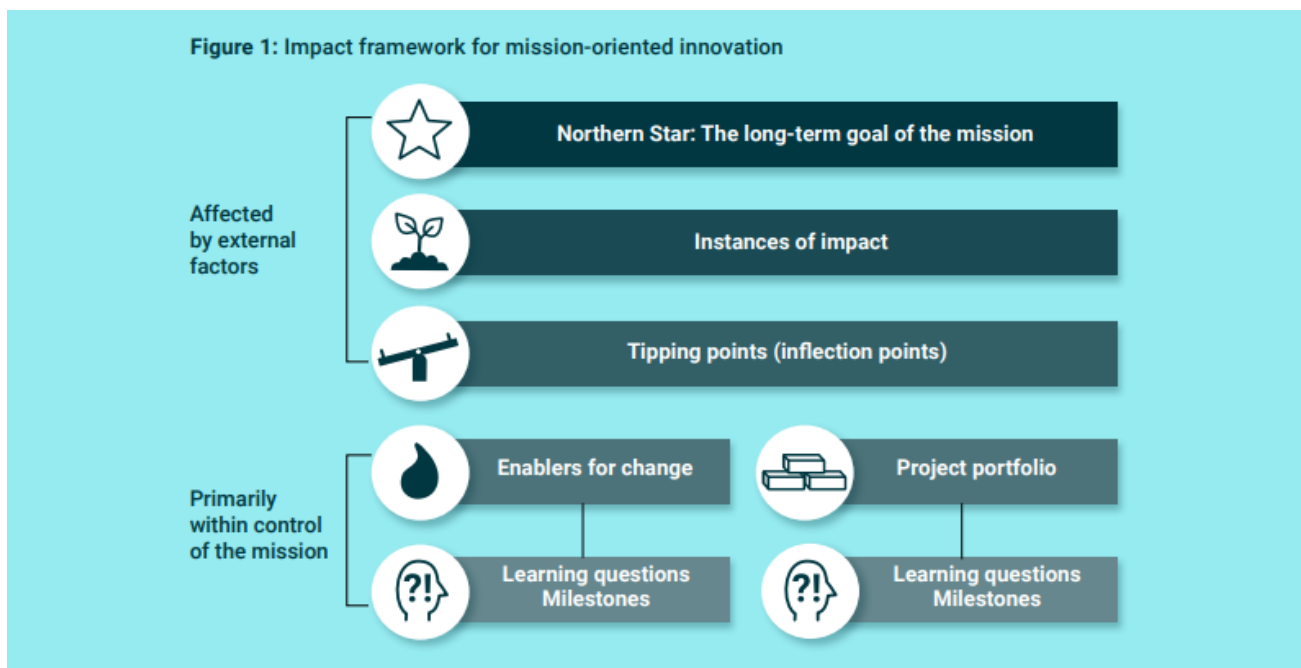 Figure 1: Impact framework for mission-oriented innovation
Affected
by external
factors
Northern Star: The long-term goal of the mission
Instances of impact
Tipping points (inflection points)
Primarily
within control
of the mission
Enablers for change
Project portfolio
?!
Learning questions
Milestones
?!
Learning questions
Milestones